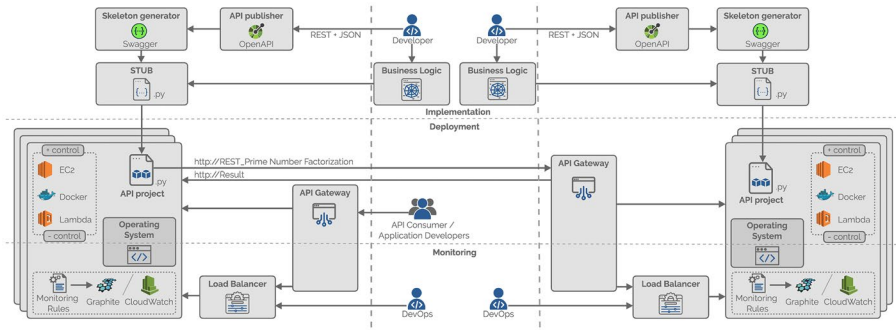 Skeleton generator
Swagger
API publisher
OpenAPI
REST + JSON
Developer
Developer
REST + JSON
API publisher
OpenAPI
Skeleton generator
Swagger
STUB
.py
Business Logic
Business Logic
STUB
.py
Implementation
Deployment
+ control
EC2
Docker
Lambda
- control
.py
API project
Operating
System
http://REST_Prime Number Factorization
http://Result
API Gateway
API Consumer /
Application Developers
API Gateway
.py
API project
Operating
System
+ control
EC2
Docker
Lambda
- control
Monitoring
Monitoring
Rules
Graphite
/
CloudWatch
Load Balancer
DevOps
DevOps
Load Balancer
Monitoring
Rules
Graphite
/
CloudWatch